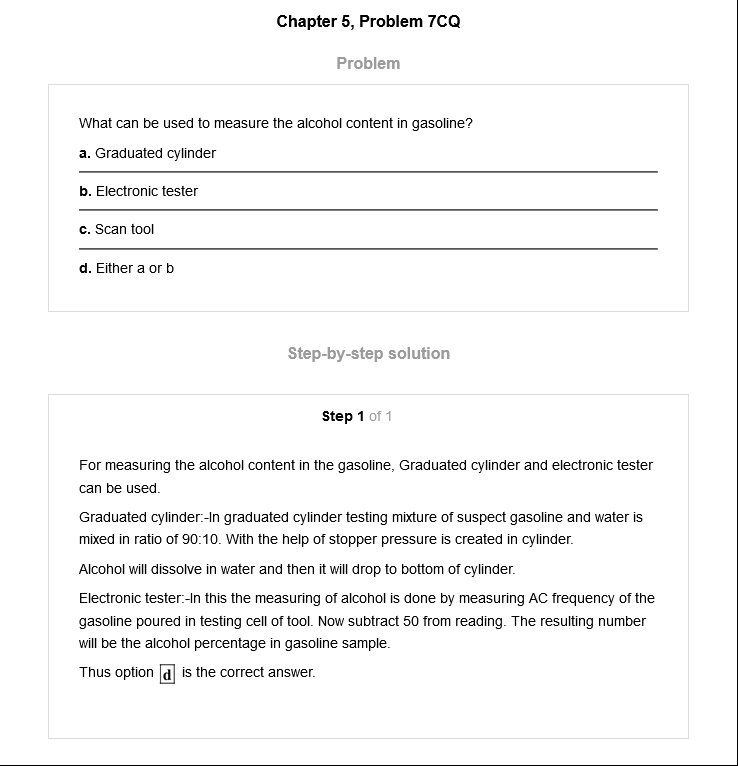 Chapter 5, Problem 7CQ
Problem
What can be used to measure the alcohol content in gasoline?
a. Graduated cylinder
b. Electronic tester
c. Scan tool
d. Either a or b
Step-by-step solution
Step 1 of 1
For measuring the alcohol content in the gasoline, Graduated cylinder and electronic tester
can be used.
Graduated cylinder:-In graduated cylinder testing mixture of suspect gasoline and water is
mixed in ratio of 90:10. With the help of stopper pressure is created in cylinder.
Alcohol will dissolve in water and then it will drop to bottom of cylinder.
Electronic tester:-In this the measuring of alcohol is done by measuring AC frequency of the
gasoline poured in testing cell of tool. Now subtract 50 from reading. The resulting number
will be the alcohol percentage in gasoline sample.
Thus option d is the correct answer.